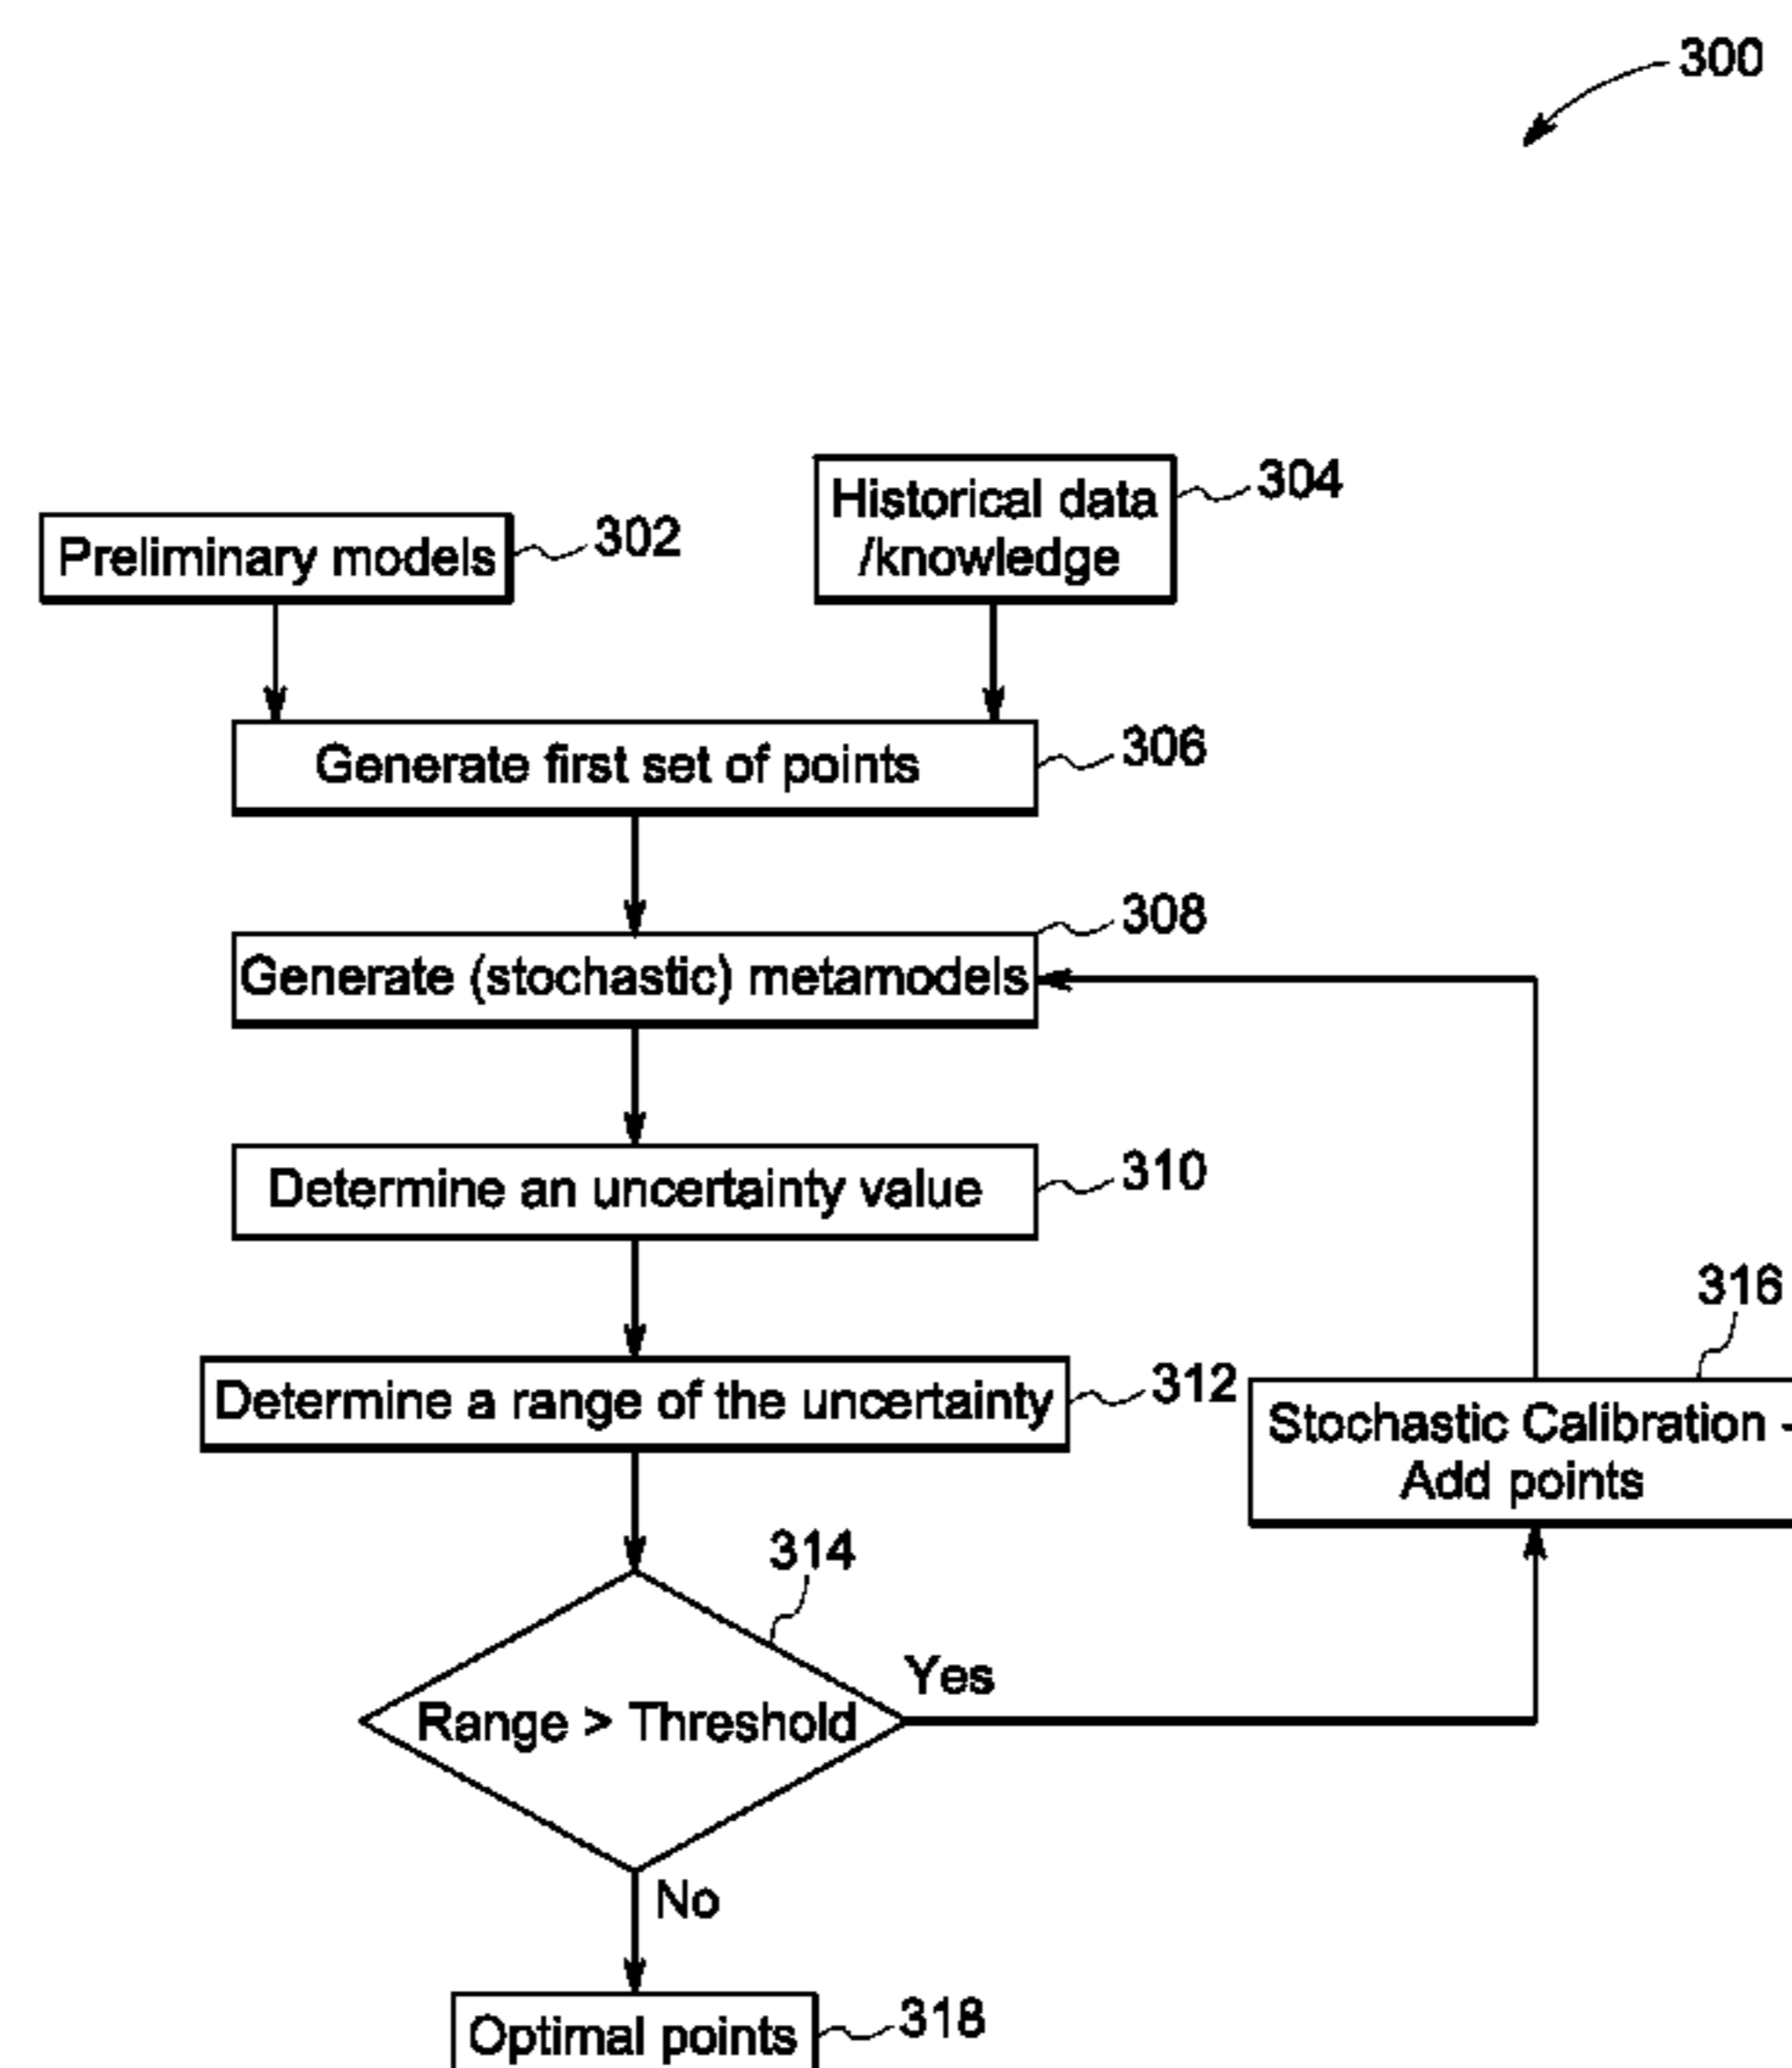 300
Preliminary models
302
Historical data
/knowledge
304
Generate first set of points
306
Generate (stochastic) metamodels
308
Determine an uncertainty value
310
Determine a range of the uncertainty
312
Stochastic Calibration -
Add points
316
Range > Threshold
314
Yes
No
Optimal points
318